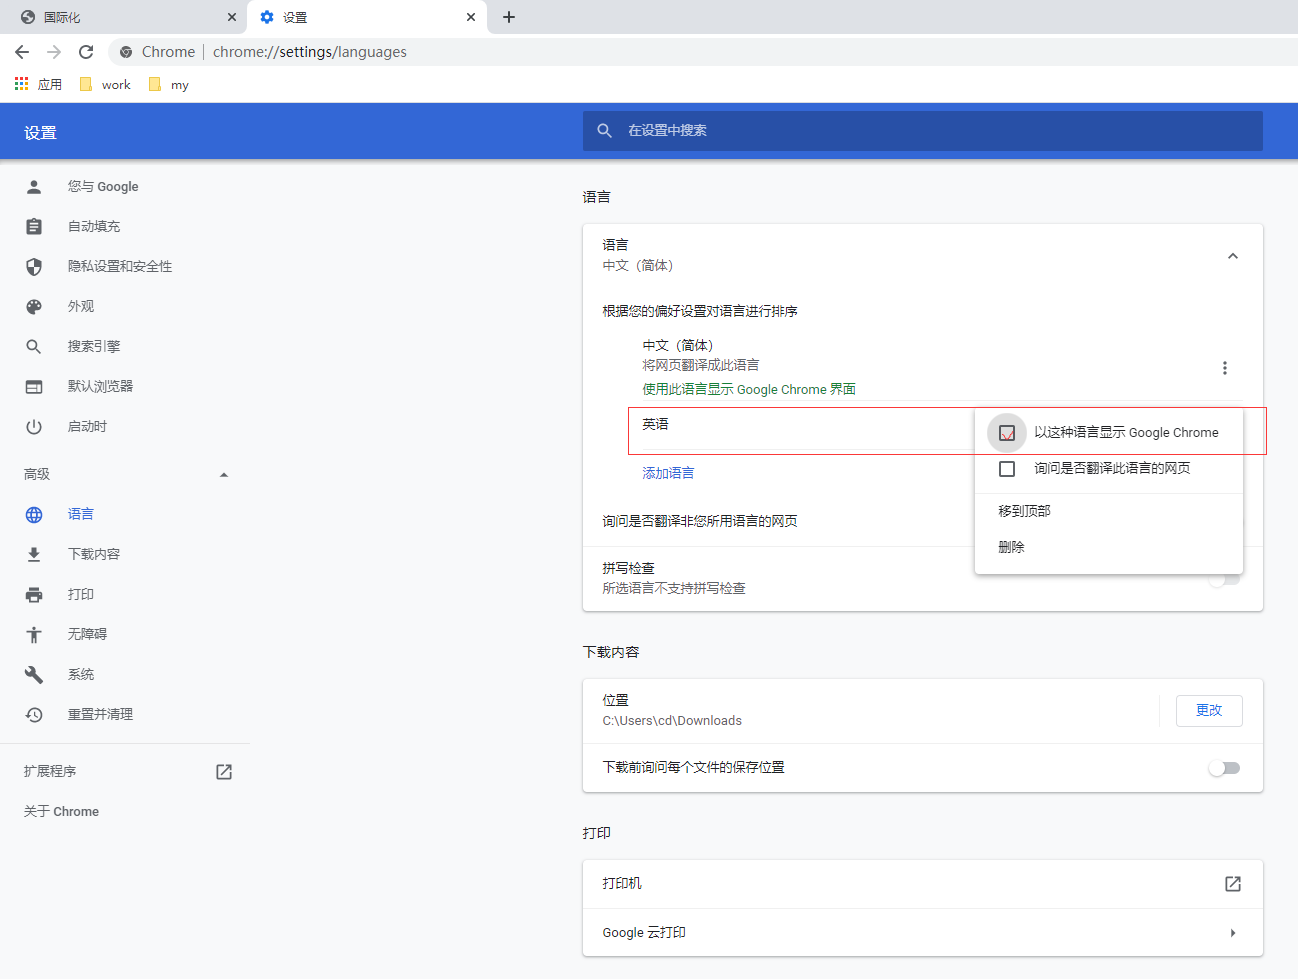 国际化
设置
Chrome
chrome://settings/languages
应用
work
my
设置
在设置中搜索
您与 Google
自动填充
隐私设置和安全性
外观
搜索引擎
默认浏览器
启动时
高级
语言
下载内容
打印
无障碍
系统
重置并清理
扩展程序
关于 Chrome
语言
语言
中文（简体）
根据您的偏好设置对语言进行排序
中文（简体）
将网页翻译成此语言
使用此语言显示 Google Chrome 界面
英语
以这种语言显示 Google Chrome
询问是否翻译此语言的网页
移到顶部
删除
添加语言
询问是否翻译非您所用语言的网页
拼写检查
所选语言不支持拼写检查
下载内容
位置
C:\Users\cd\Downloads
更改
下载前询问每个文件的保存位置
打印
打印机
Google 云打印